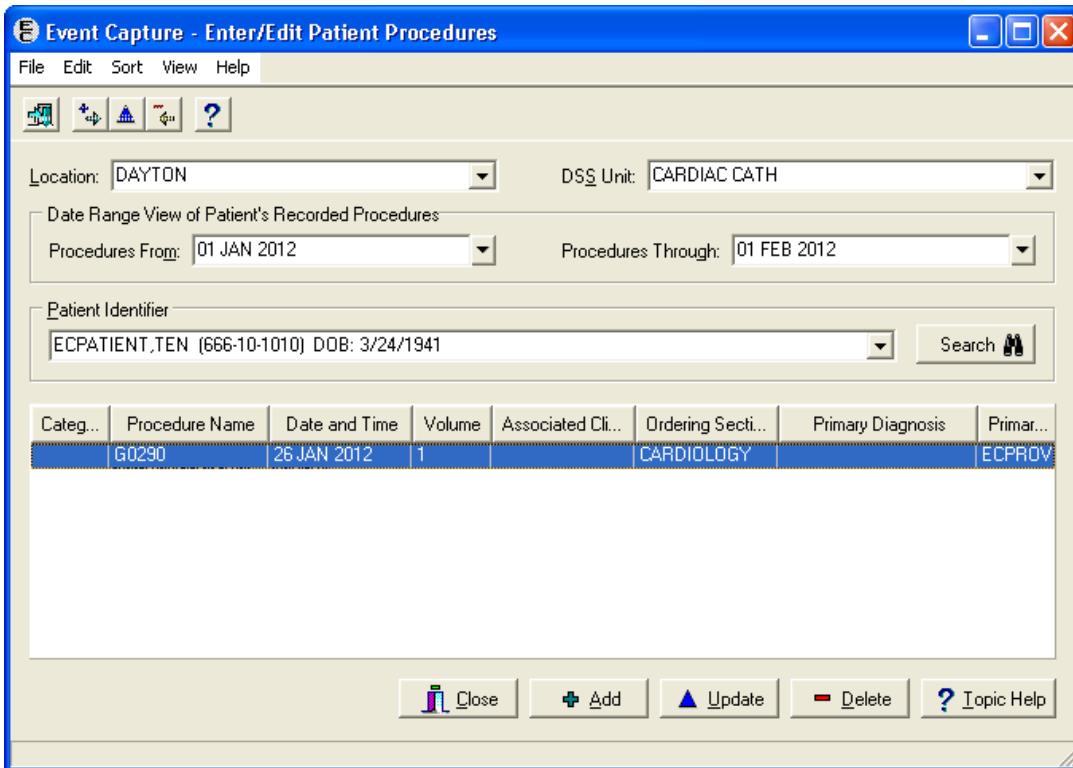 Event Capture - Enter/Edit Patient Procedures
File Edit Sort View Help
Location: DAYTON DSS Unit: CARDIAC CATH
Date Range View of Patient's Recorded Procedures
Procedures From: 01 JAN 2012 Procedures Through: 01 FEB 2012
Patient Identifier
ECPATIENT,TEN (666-10-1010) DOB: 3/24/1941 Search
Categ... Procedure Name Date and Time Volume Associated Cli... Ordering Secti... Primary Diagnosis Primar...
G0290 26 JAN 2012 1 CARDIOLOGY ECPROV
Close Add Update Delete ? Topic Help